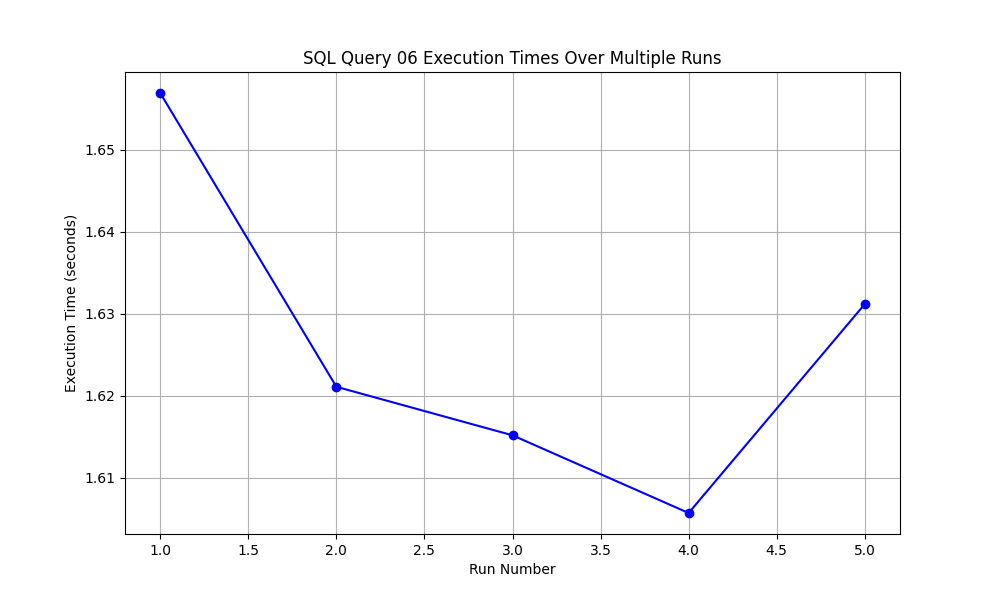 SQL Query 06 Execution Times Over Multiple Runs
Execution Time (seconds)
1.65
1.64
1.63
1.62
1.61
1.0 1.5 2.0 2.5 3.0 3.5 4.0 4.5 5.0
Run Number